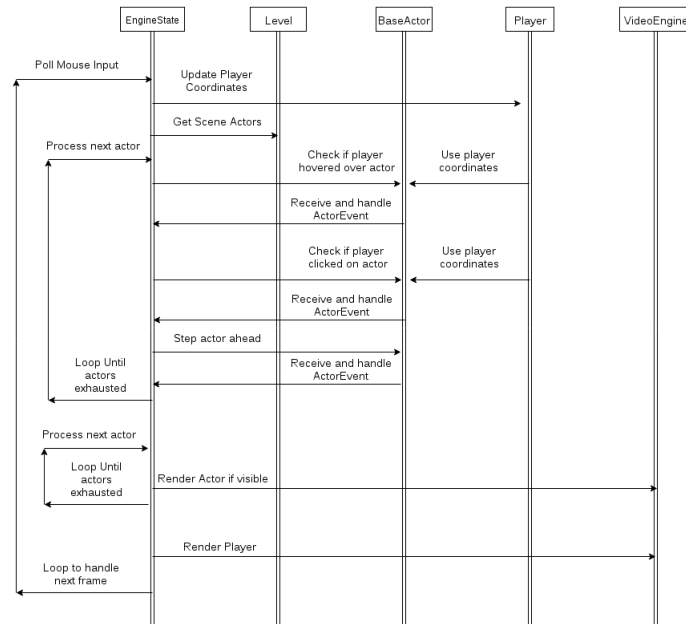 EngineState
Level
BaseActor
Player
VideoEngine
Poll Mouse Input
Update Player
Coordinates
Get Scene Actors
Process next actor
Check if player
hovered over actor
Use player
coordinates
Receive and handle
ActorEvent
Check if player
clicked on actor
Use player
coordinates
Receive and handle
ActorEvent
Step actor ahead
Receive and handle
ActorEvent
Loop Until
actors
exhausted
Process next actor
Loop Until
actors
exhausted
Render Actor if visible
Render Player
Loop to handle
next frame